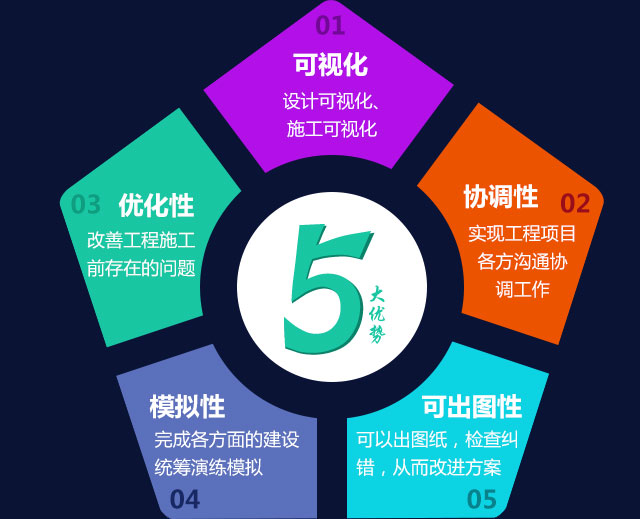 01
可视化
设计可视化、
施工可视化
协调性 02
实现工程项目
各方沟通协
调工作
03 优化性
改善工程施工
前存在的问题
5
大优势
模拟性
完成各方面的建设
统筹演练模拟
04
可出图性
可以出图纸，检查纠
错，从而改进方案
05